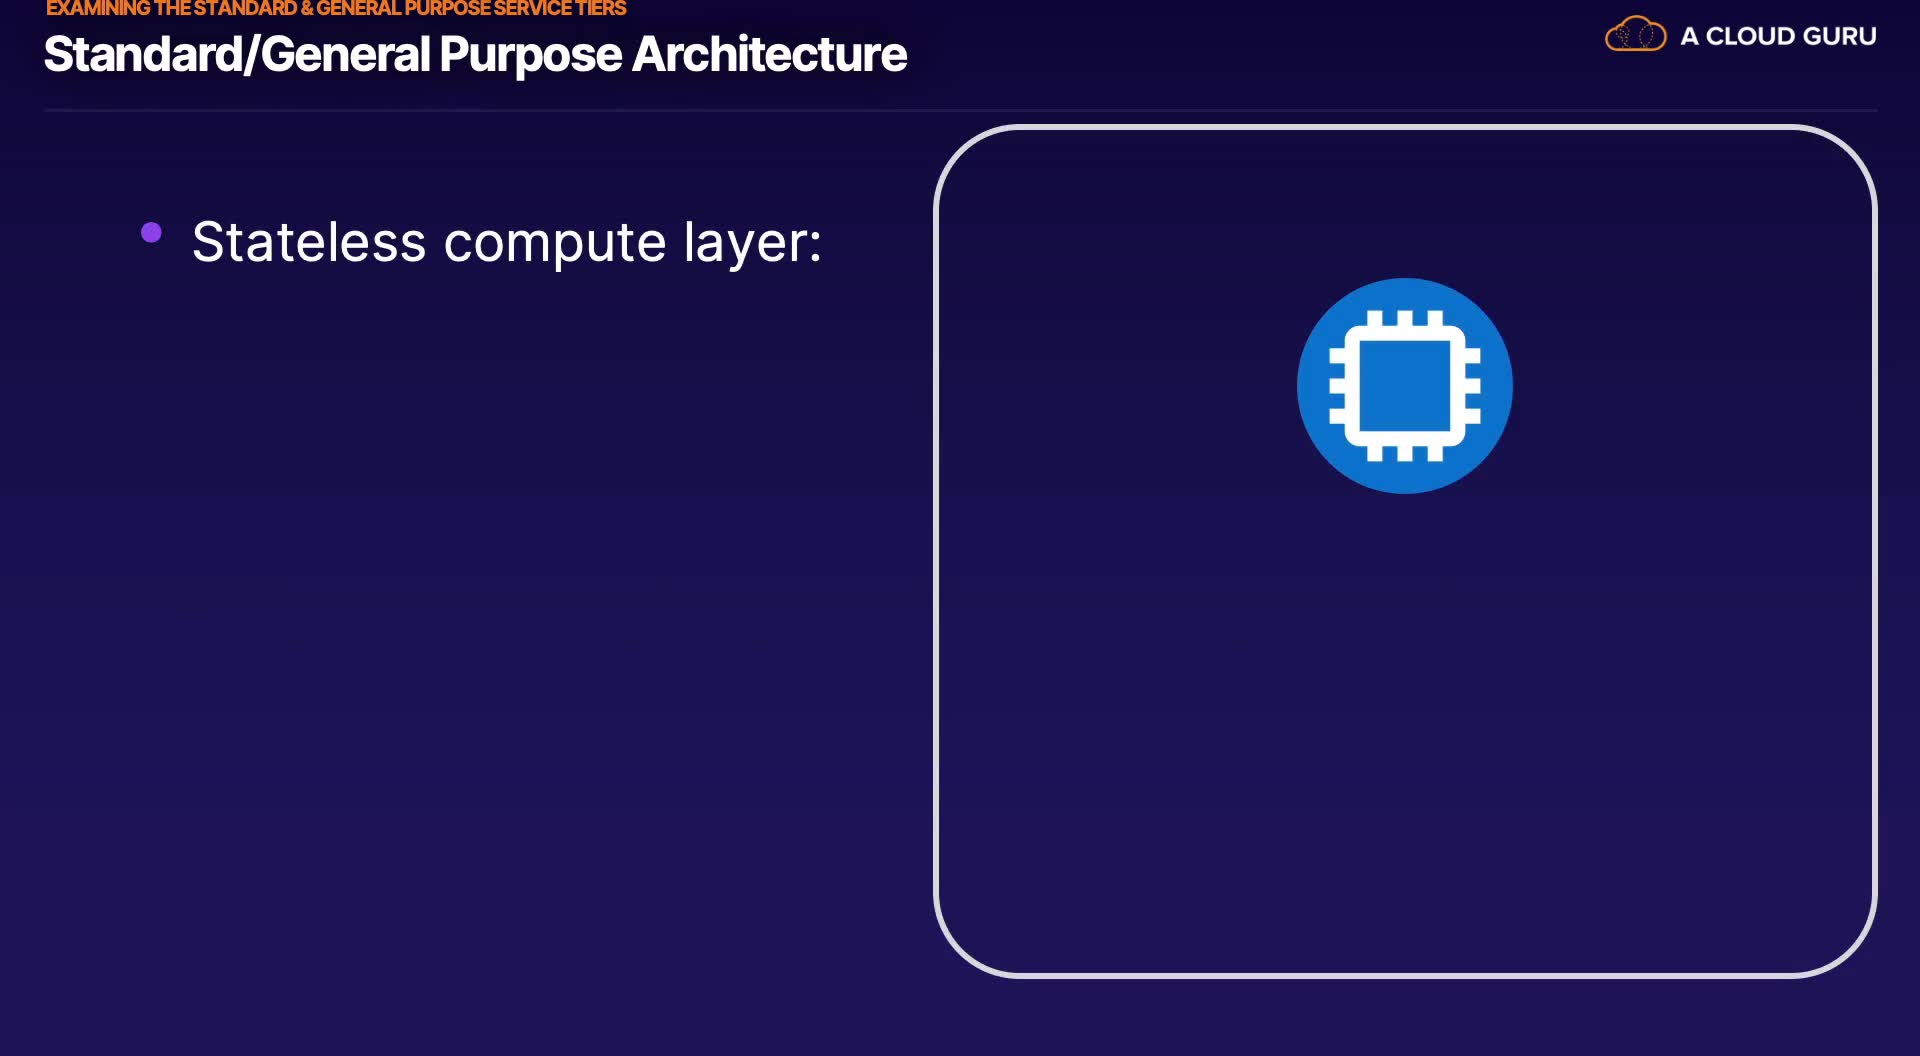 EXAMINING THE STANDARD & GENERAL PURPOSE SERVICE TIERS
Standard/General Purpose Architecture
A CLOUD GURU
Stateless compute layer: